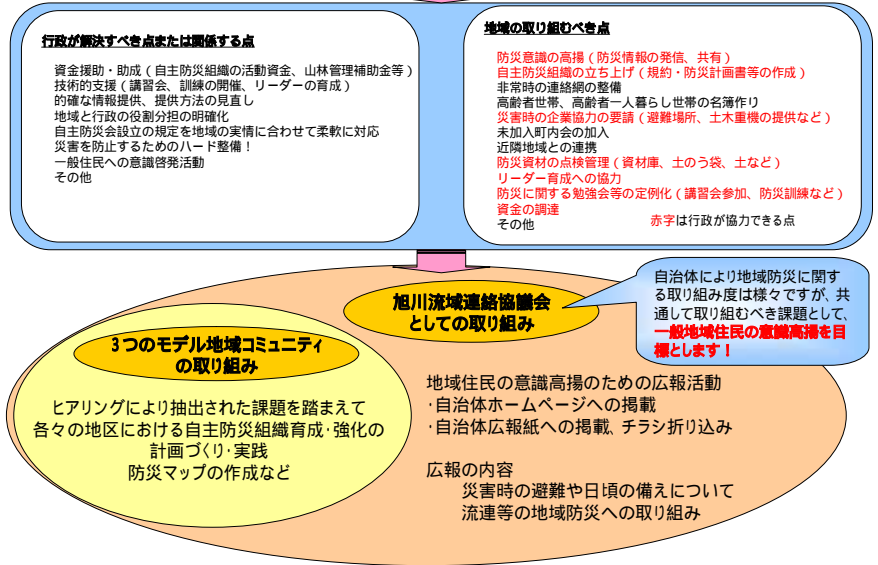 行政が解決すべき点または関係する点
資金援助・助成（自主防災組織の活動資金、山林管理補助金等）
技術的支援（講習会、訓練の開催、リーダーの育成）
的確な情報提供、提供方法の見直し
地域と行政の役割分担の明確化
自主防災会設立の規定を地域の実情に合わせて柔軟に対応
災害を防止するためのハード整備！
一般住民への意識啓発活動
その他
地域の取り組むべき点
防災意識の高揚（防災情報の発信、共有）
自主防災組織の立ち上げ（規約・防災計画書等の作成）
非常時の連絡網の整備
高齢者世帯、高齢者一人暮らし世帯の名簿作り
災害時の企業協力の要請（避難場所、土木重機の提供など）
未加入町内会の加入
近隣地域との連携
防災資材の点検管理（資材庫、土のう袋、土など）
リーダー育成への協力
防災に関する勉強会等の定例化（講習会参加、防災訓練など）
資金の調達
その他
赤字は行政が協力できる点
自治体により地域防災に関す
る取り組み度は様々ですが、共
通して取り組むべき課題として、
一般地域住民の意識高揚を目
標とします！
旭川流域連絡協議会
としての取り組み
3つのモデル地域コミュニティ
の取り組み
ヒアリングにより抽出された課題を踏まえて
各々の地区における自主防災組織育成・強化の
計画づくり・実践
防災マップの作成など
地域住民の意識高揚のための広報活動
・自治体ホームページへの掲載
・自治体広報紙への掲載、チラシ折り込み
広報の内容
災害時の避難や日頃の備えについて
流連等の地域防災への取り組み